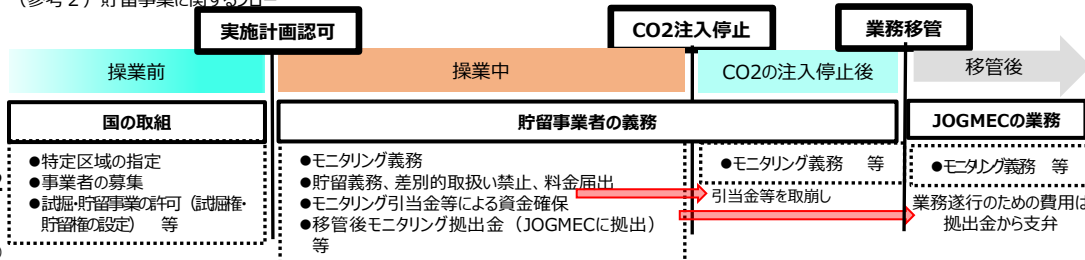 （参考２）貯留事業に関するフロー
実施計画認可
CO2注入停止
業務移管
操業前
操業中
CO2の注入停止後
移管後
国の取組
貯留事業者の義務
JOGMECの業務
●特定区域の指定
●事業者の募集
●試掘・貯留事業の許可（試掘権・
貯留権の設定） 等
●モニタリング義務
●貯留義務、差別的取扱い禁止、料金届出
●モニタリング引当金等による資金確保
●移管後モニタリング拠出金（JOGMECに拠出）
等
●モニタリング義務 等
引当金等を取崩し
●モニタリング義務 等
業務遂行のための費用は
拠出金から支弁